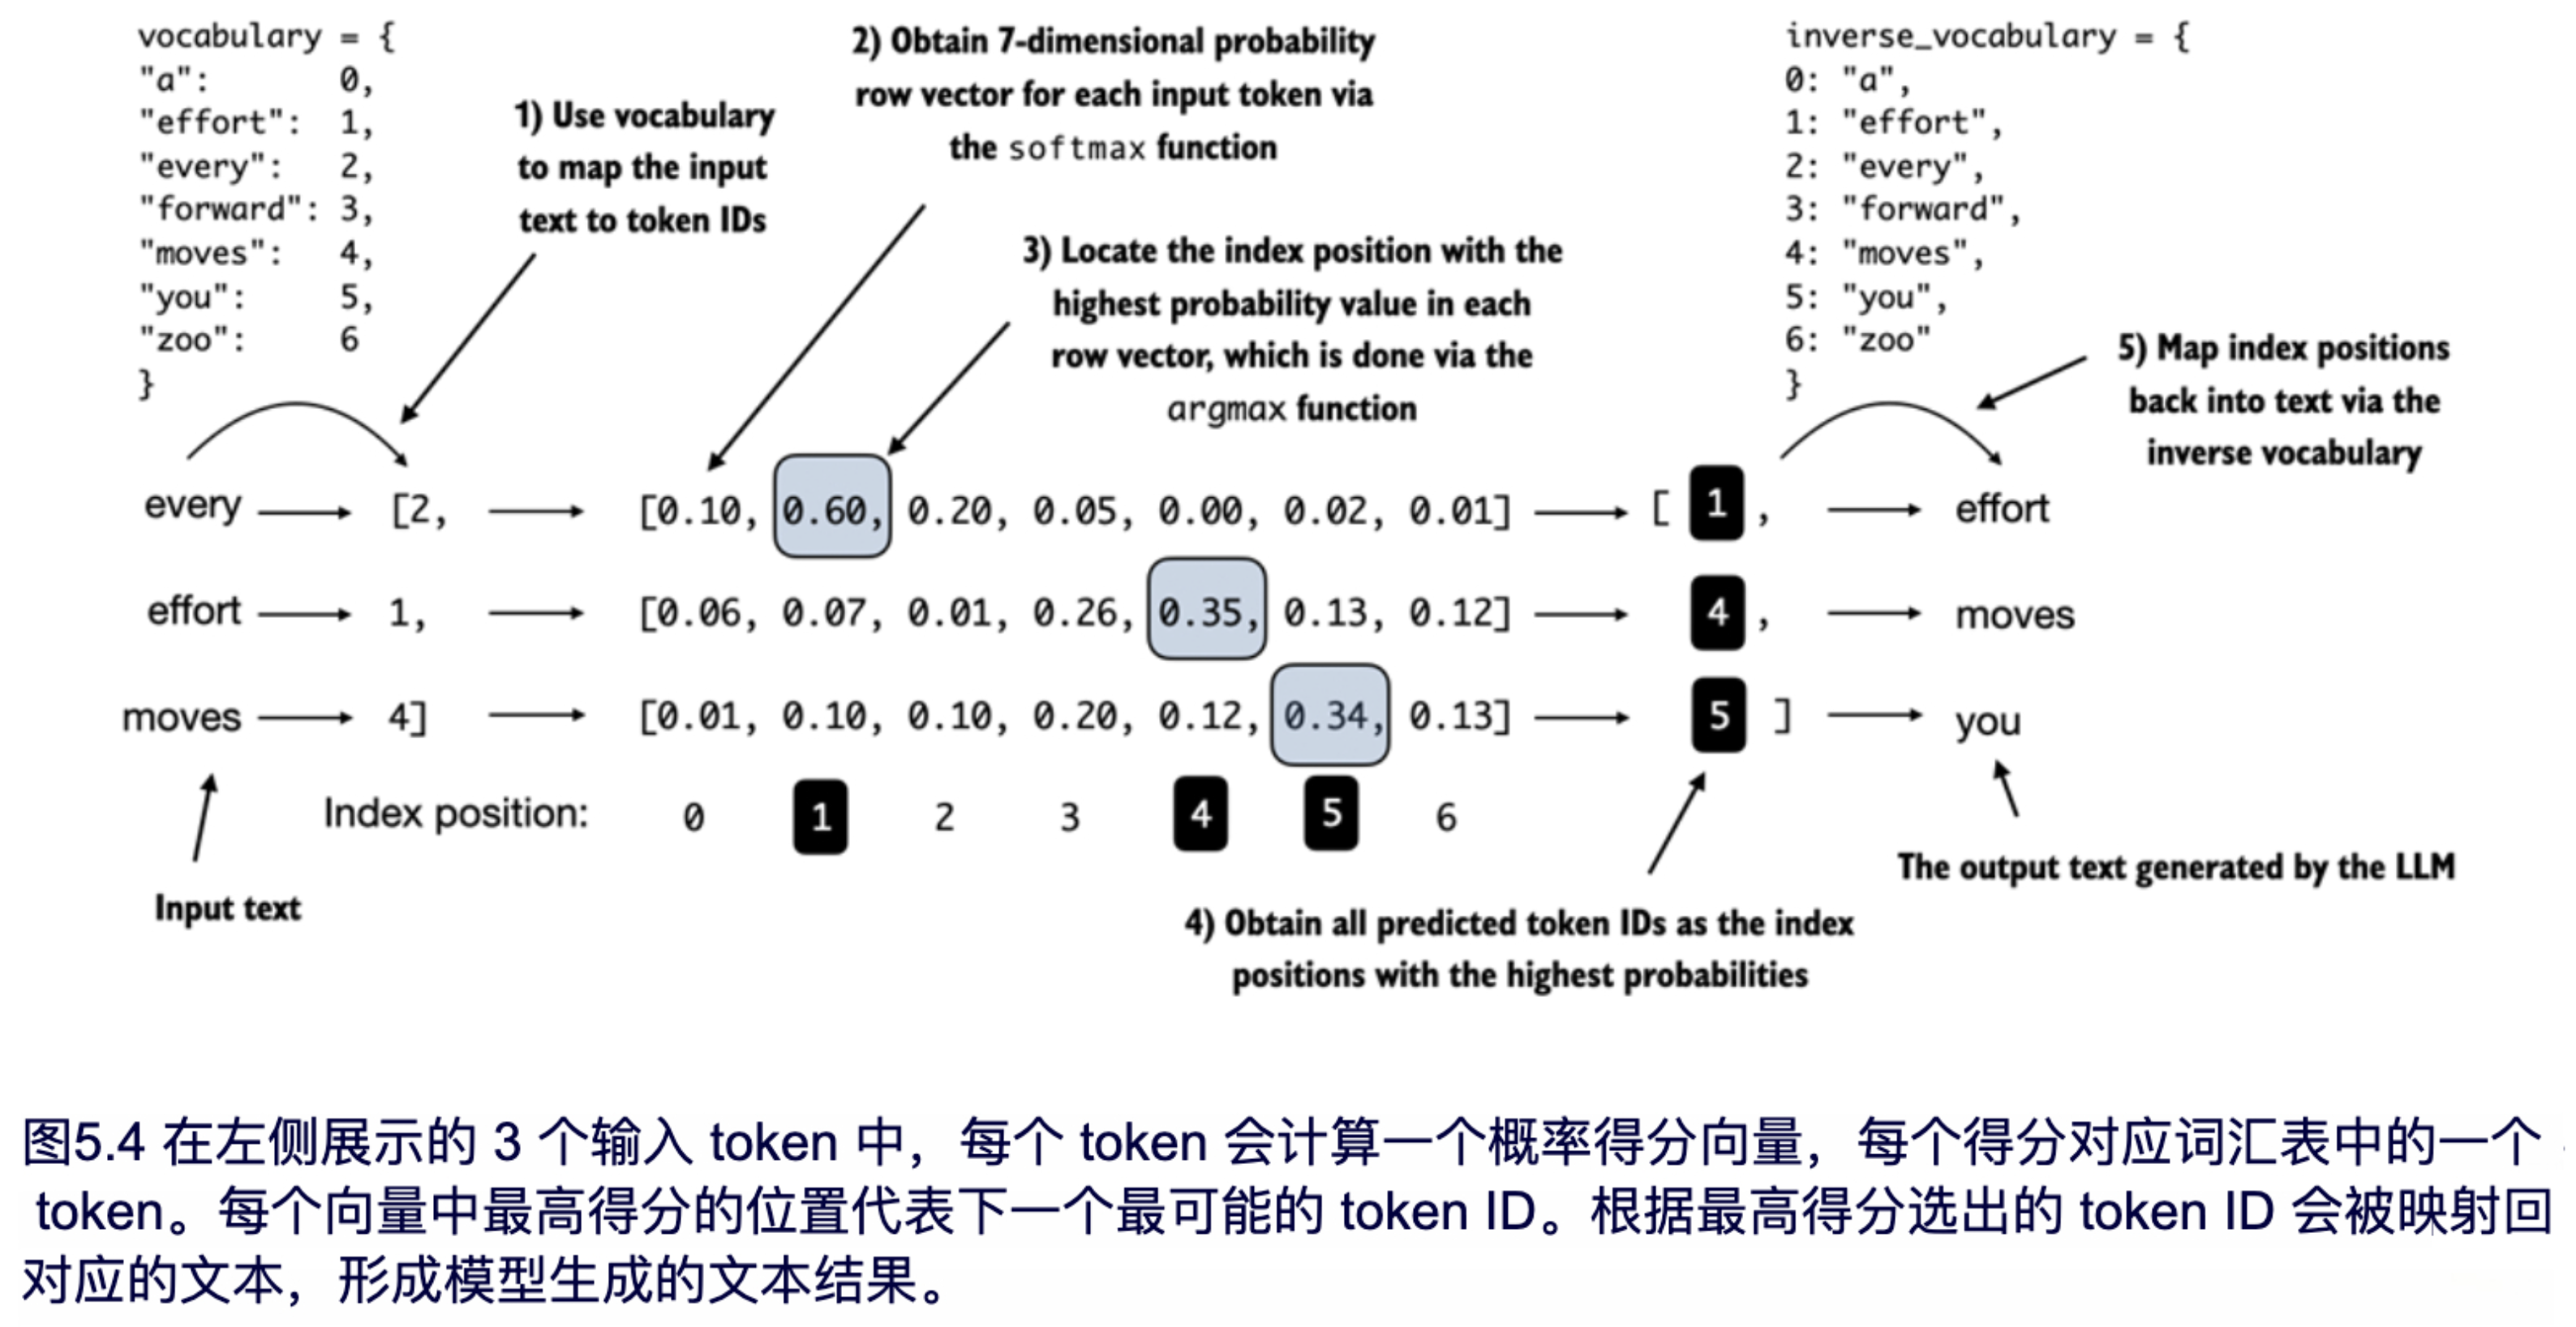 vocabulary = {
"a": 0,
"effort": 1,
"every": 2,
"forward": 3,
"moves": 4,
"you": 5,
"zoo": 6
}
1) Use vocabulary
to map the input
text to token IDs
2) Obtain 7-dimensional probability
row vector for each input token via
the softmax function
3) Locate the index position with the
highest probability value in each
row vector, which is done via the
argmax function
inverse_vocabulary = {
0: "a",
1: "effort",
2: "every",
3: "forward",
4: "moves",
5: "you",
6: "zoo"
}
5) Map index positions
back into text via the
inverse vocabulary
every [2, [0.10, 0.60, 0.20, 0.05, 0.00, 0.02, 0.01] [ 1 , effort
effort 1, [0.06, 0.07, 0.01, 0.26, 0.35, 0.13, 0.12] 4 , moves
moves 4] [0.01, 0.10, 0.10, 0.20, 0.12, 0.34, 0.13] 5 ] you
Index position: 0 1 2 3 4 5 6
Input text
4) Obtain all predicted token IDs as the index
positions with the highest probabilities
The output text generated by the LLM
图5.4 在左侧展示的 3 个输入 token 中，每个 token 会计算一个概率得分向量，每个得分对应词汇表中的一个
token。每个向量中最高得分的位置代表下一个最可能的 token ID。根据最高得分选出的 token ID 会被映射回
对应的文本，形成模型生成的文本结果。